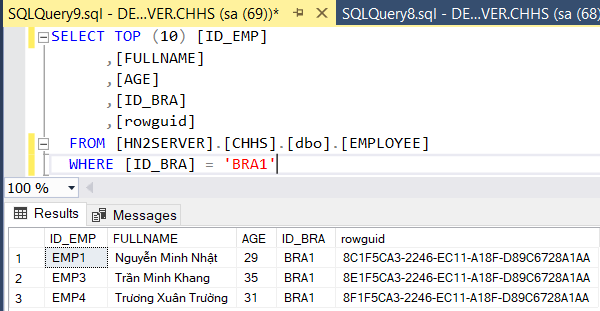 SQLQuery9.sql - DE...VER.CHHS (sa (69))* SQLQuery8.sql - DE...VER.CHHS (sa (68)
SELECT TOP (10) [ID_EMP]
,[FULLNAME]
,[AGE]
,[ID_BRA]
,[rowguid]
FROM [HN2SERVER].[CHHS].[dbo].[EMPLOYEE]
WHERE [ID_BRA] = 'BRA1'
100 %
Results Messages
ID_EMP FULLNAME AGE ID_BRA rowguid
1 EMP1 Nguyễn Minh Nhật 29 BRA1 8C1F5CA3-2246-EC11-A18F-D89C6728A1AA
2 EMP3 Trần Minh Khang 35 BRA1 8E1F5CA3-2246-EC11-A18F-D89C6728A1AA
3 EMP4 Trương Xuân Trường 31 BRA1 8F1F5CA3-2246-EC11-A18F-D89C6728A1AA